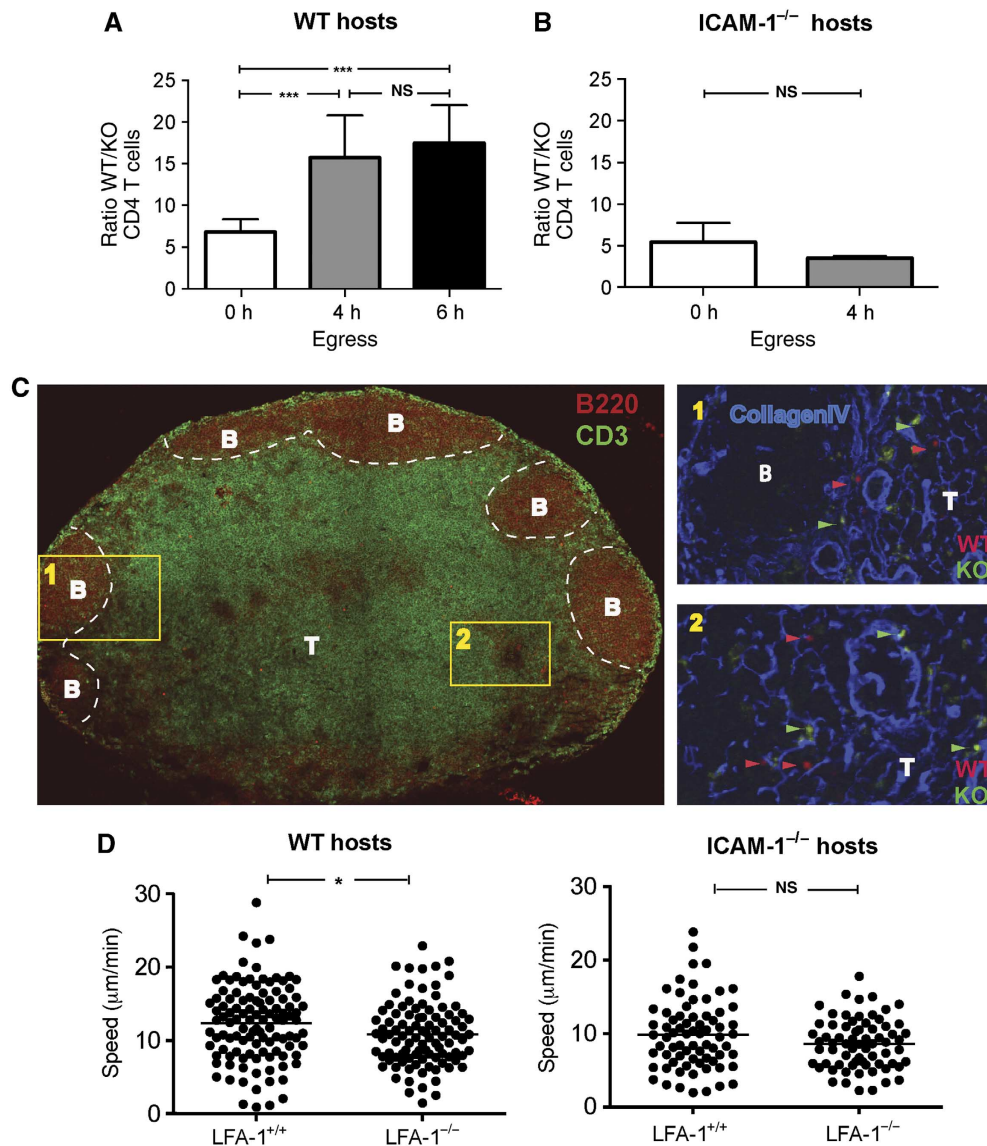 A
WT hosts
***
***
NS
Ratio WT/KO
CD4 T cells
25
20
15
10
5
0
0 h
4 h
6 h
Egress
B
ICAM-1–/– hosts
NS
Ratio WT/KO
CD4 T cells
25
20
15
10
5
0
0 h
4 h
Egress
C
B220
CD3
B
B
B
B
B
B
1
2
T
1
CollagenIV
B
T
WT
KO
2
T
WT
KO
D
WT hosts
*
Speed (μm/min)
30
20
10
0
LFA-1+/+
LFA-1–/–
ICAM-1–/– hosts
NS
Speed (μm/min)
30
20
10
0
LFA-1+/+
LFA-1–/–